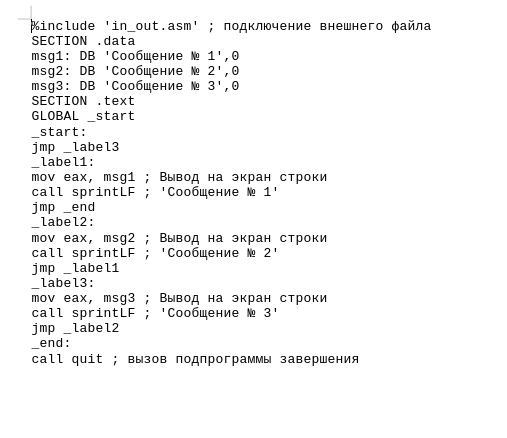 %include 'in_out.asm' ; подключение внешнего файла
SECTION .data
msg1: DB 'Сообщение № 1',0
msg2: DB 'Сообщение № 2',0
msg3: DB 'Сообщение № 3',0
SECTION .text
GLOBAL _start
_start:
jmp _label3
_label1:
mov eax, msg1 ; Вывод на экран строки
call sprintLF ; 'Сообщение № 1'
jmp _end
_label2:
mov eax, msg2 ; Вывод на экран строки
call sprintLF ; 'Сообщение № 2'
jmp _label1
_label3:
mov eax, msg3 ; Вывод на экран строки
call sprintLF ; 'Сообщение № 3'
jmp _label2
_end:
call quit ; вызов подпрограммы завершения